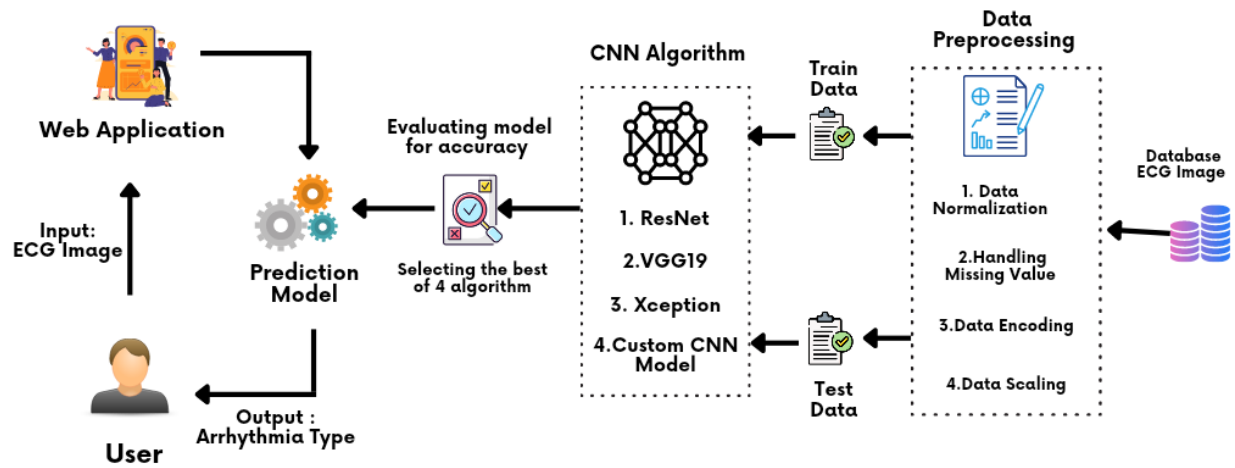 Web Application
Input:
ECG Image
User
Output :
Arrhythmia Type
Prediction
Model
Evaluating model
for accuracy
Selecting the best
of 4 algorithm
CNN Algorithm
1. ResNet
2.VGG19
3. Xception
4.Custom CNN
Model
Train
Data
Test
Data
Data
Preprocessing
1. Data
Normalization
2.Handling
Missing Value
3.Data Encoding
4.Data Scaling
Database
ECG Image